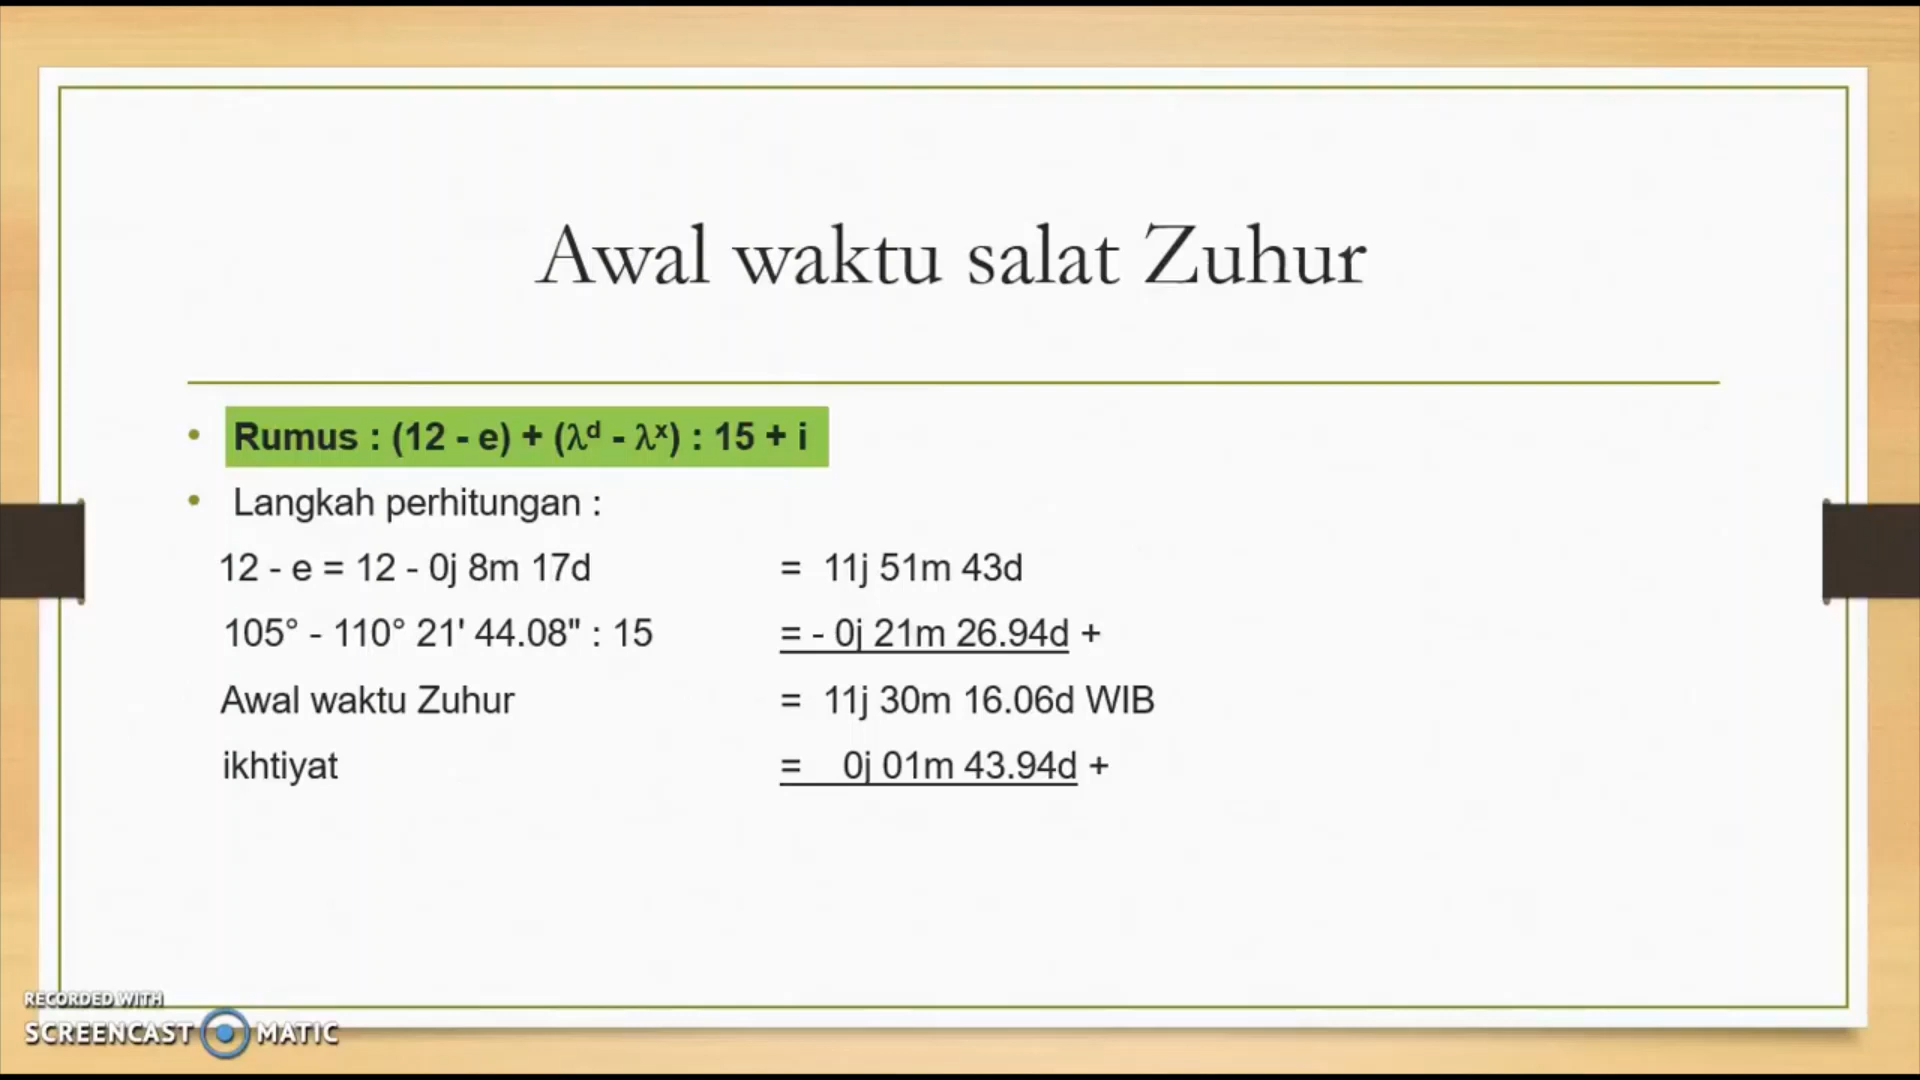 Awal waktu salat Zuhur
• Rumus : (12 - e) + (λᵈ - λˣ) : 15 + i
• Langkah perhitungan :
12 - e = 12 - 0j 8m 17d = 11j 51m 43d
105° - 110° 21' 44.08" : 15 = - 0j 21m 26.94d +
Awal waktu Zuhur = 11j 30m 16.06d WIB
ikhtiyat = 0j 01m 43.94d +
RECORDED WITH
SCREENCAST MATIC